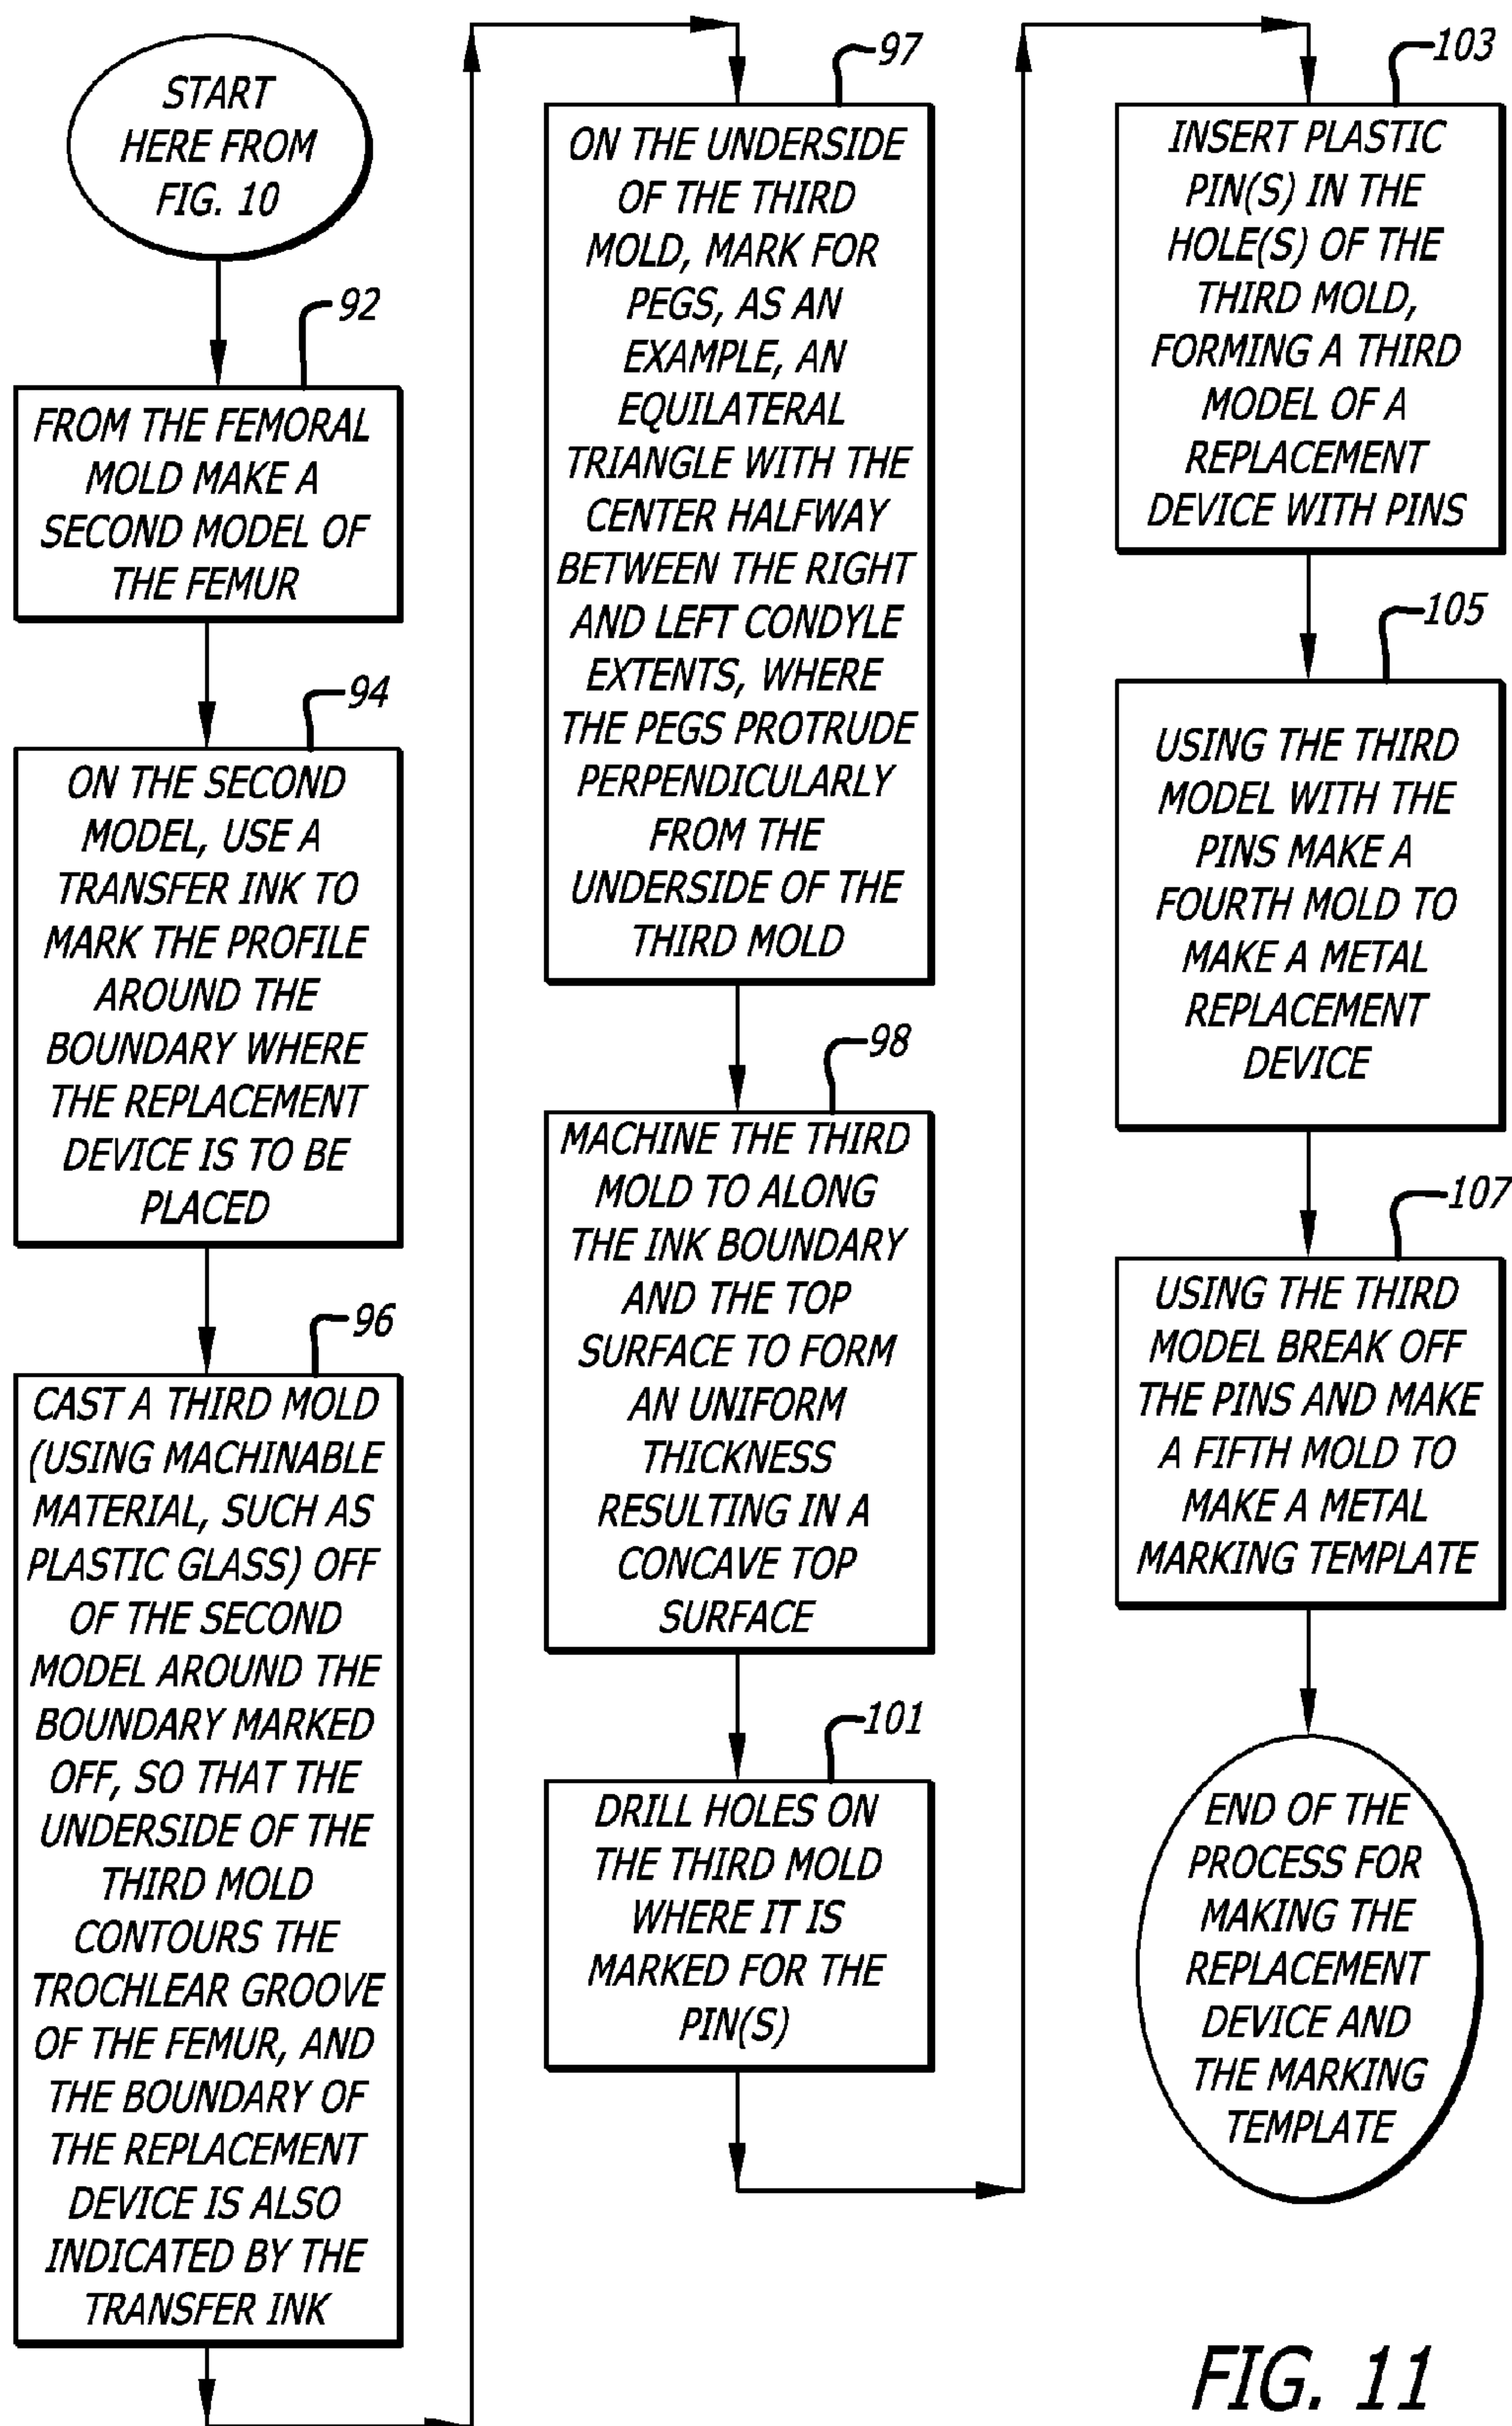 START
HERE FROM
FIG. 10
92
FROM THE FEMORAL
MOLD MAKE A
SECOND MODEL OF
THE FEMUR
94
ON THE SECOND
MODEL, USE A
TRANSFER INK TO
MARK THE PROFILE
AROUND THE
BOUNDARY WHERE
THE REPLACEMENT
DEVICE IS TO BE
PLACED
96
CAST A THIRD MOLD
(USING MACHINABLE
MATERIAL, SUCH AS
PLASTIC GLASS) OFF
OF THE SECOND
MODEL AROUND THE
BOUNDARY MARKED
OFF, SO THAT THE
UNDERSIDE OF THE
THIRD MOLD
CONTOURS THE
TROCHLEAR GROOVE
OF THE FEMUR, AND
THE BOUNDARY OF
THE REPLACEMENT
DEVICE IS ALSO
INDICATED BY THE
TRANSFER INK
97
ON THE UNDERSIDE
OF THE THIRD
MOLD, MARK FOR
PEGS, AS AN
EXAMPLE, AN
EQUILATERAL
TRIANGLE WITH THE
CENTER HALFWAY
BETWEEN THE RIGHT
AND LEFT CONDYLE
EXTENTS, WHERE
THE PEGS PROTRUDE
PERPENDICULARLY
FROM THE
UNDERSIDE OF THE
THIRD MOLD
98
MACHINE THE THIRD
MOLD TO ALONG
THE INK BOUNDARY
AND THE TOP
SURFACE TO FORM
AN UNIFORM
THICKNESS
RESULTING IN A
CONCAVE TOP
SURFACE
101
DRILL HOLES ON
THE THIRD MOLD
WHERE IT IS
MARKED FOR THE
PIN(S)
103
INSERT PLASTIC
PIN(S) IN THE
HOLE(S) OF THE
THIRD MOLD,
FORMING A THIRD
MODEL OF A
REPLACEMENT
DEVICE WITH PINS
105
USING THE THIRD
MODEL WITH THE
PINS MAKE A
FOURTH MOLD TO
MAKE A METAL
REPLACEMENT
DEVICE
107
USING THE THIRD
MODEL BREAK OFF
THE PINS AND MAKE
A FIFTH MOLD TO
MAKE A METAL
MARKING TEMPLATE
END OF THE
PROCESS FOR
MAKING THE
REPLACEMENT
DEVICE AND
THE MARKING
TEMPLATE
FIG. 11